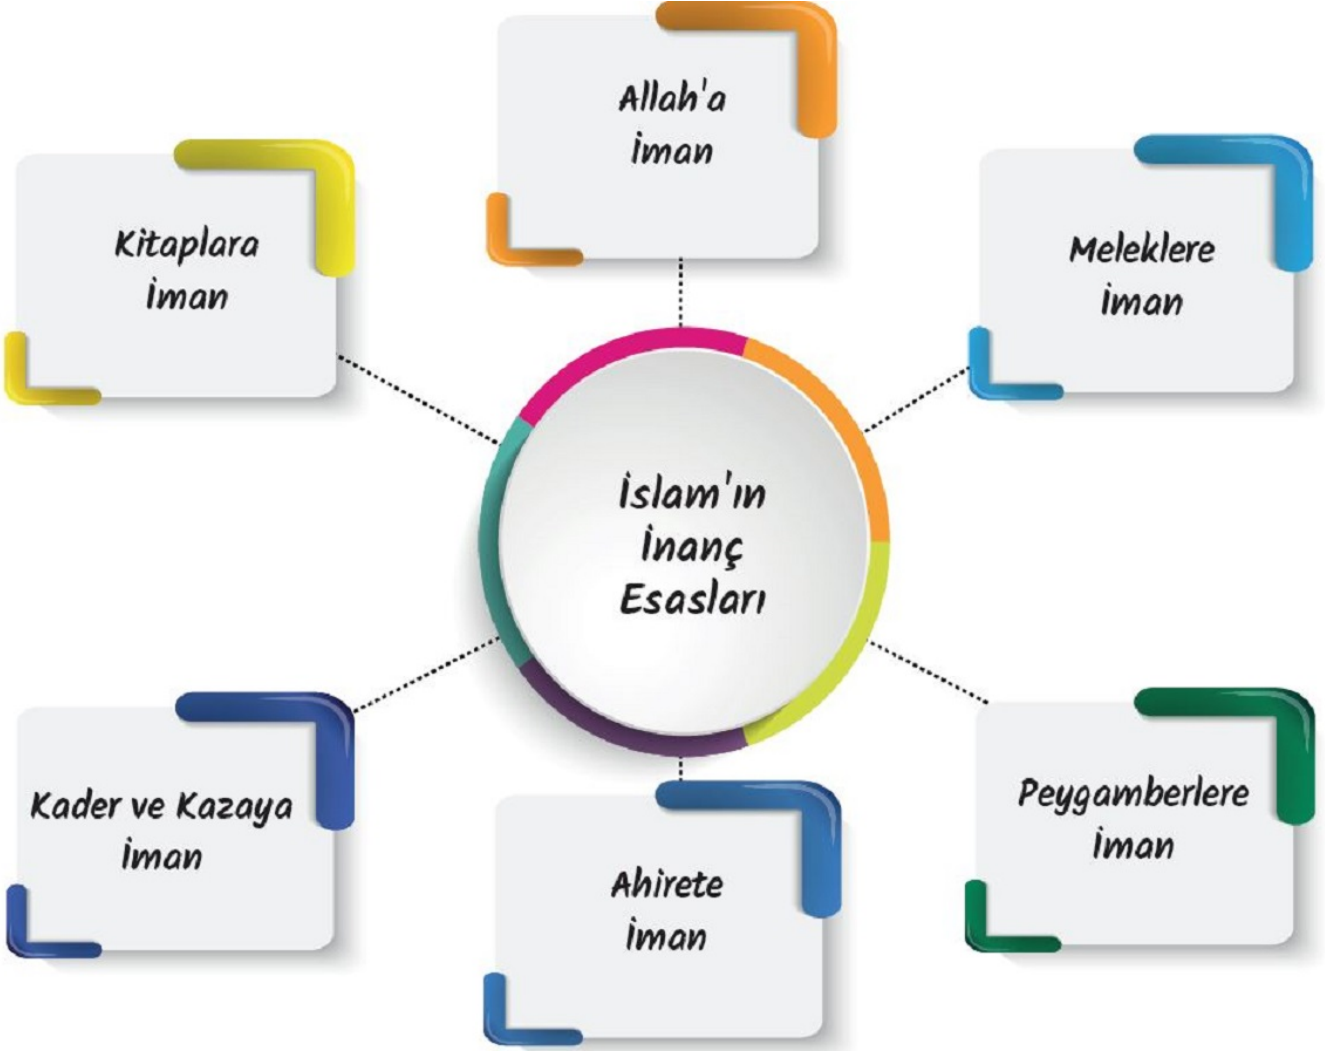 Allah'a
İman
Kitaplara
İman
Meleklere
İman
İslam'ın
İnanç
Esasları
Kader ve Kazaya
İman
Peygamberlere
İman
Ahirete
İman